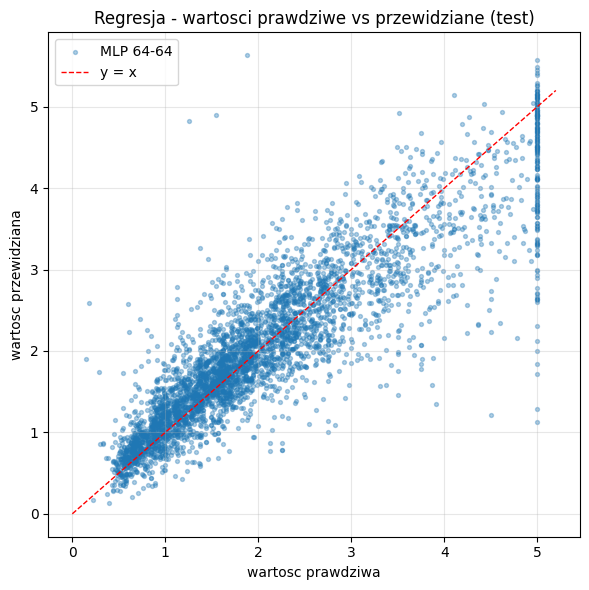 Regresja - wartosci prawdziwe vs przewidziane (test)
MLP 64-64
y = x
5
4
3
2
1
0
wartosc przewidziana
0 1 2 3 4 5
wartosc prawdziwa